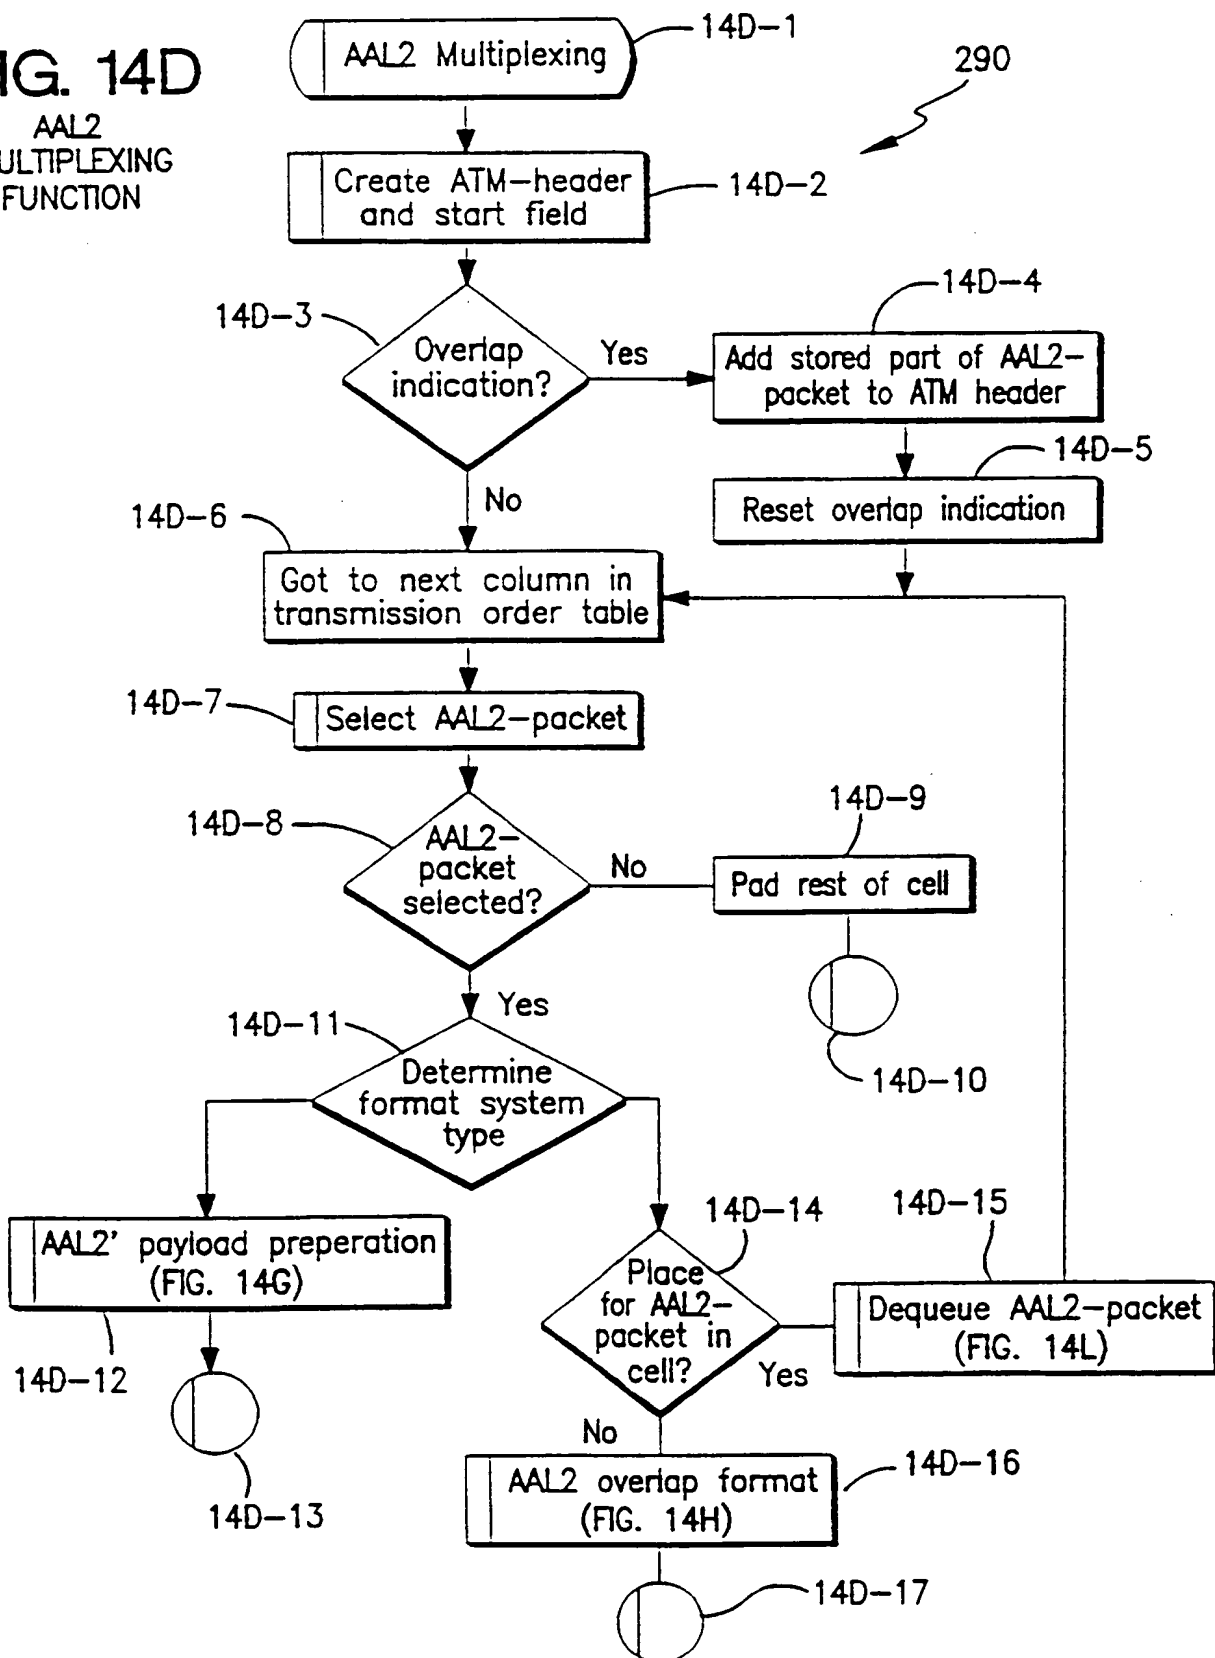 IG. 14D
AAL2
ULTIPLEXING
FUNCTION
AAL2 Multiplexing
14D-1
290
Create ATM-header
and start field
14D-2
14D-3
Overlap
indication?
Yes
No
14D-4
Add stored part of AAL2-
packet to ATM header
14D-5
Reset overlap indication
14D-6
Got to next column in
transmission order table
14D-7
Select AAL2-packet
14D-8
AAL2-
packet
selected?
No
Yes
14D-9
Pad rest of cell
14D-10
14D-11
Determine
format system
type
AAL2' payload preperation
(FIG. 14G)
14D-12
14D-13
14D-14
Place
for AAL2-
packet in
cell?
Yes
No
14D-15
Dequeue AAL2-packet
(FIG. 14L)
AAL2 overlap format
(FIG. 14H)
14D-16
14D-17